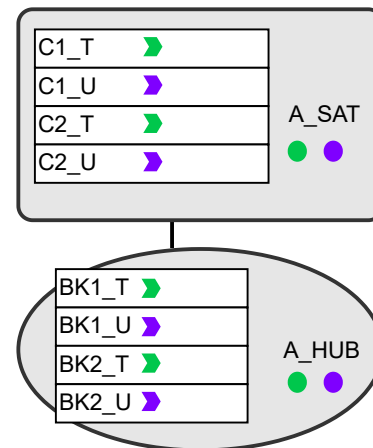 C1_T
C1_U
C2_T
C2_U
A_SAT
BK1_T
BK1_U
BK2_T
BK2_U
A_HUB